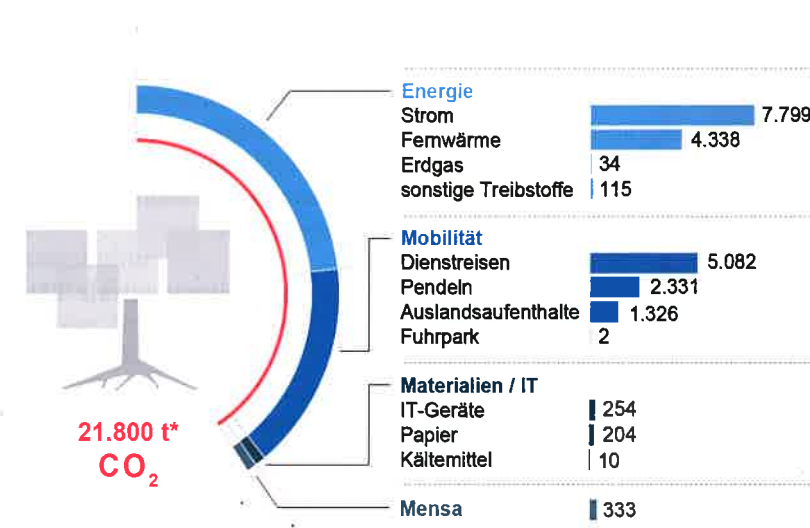 Energie
Strom 7.799
Fernwärme 4.338
Erdgas 34
sonstige Treibstoffe 115
Mobilität
Dienstreisen 5.082
Pendeln 2.331
Auslandsaufenthalte 1.326
Fuhrpark 2
Materialien / IT
IT-Geräte 254
Papier 204
Kältemittel 10
Mensa 333
21.800 t*
CO₂